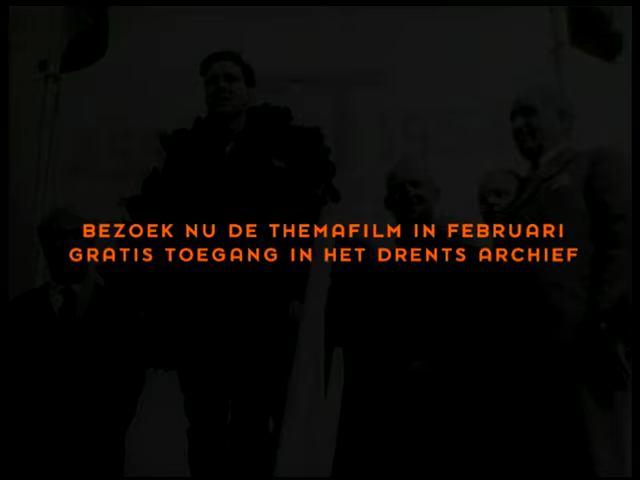 BEZOEK NU DE THEMAFILM IN FEBRUARI
GRATIS TOEGANG IN HET DRENTS ARCHIEF